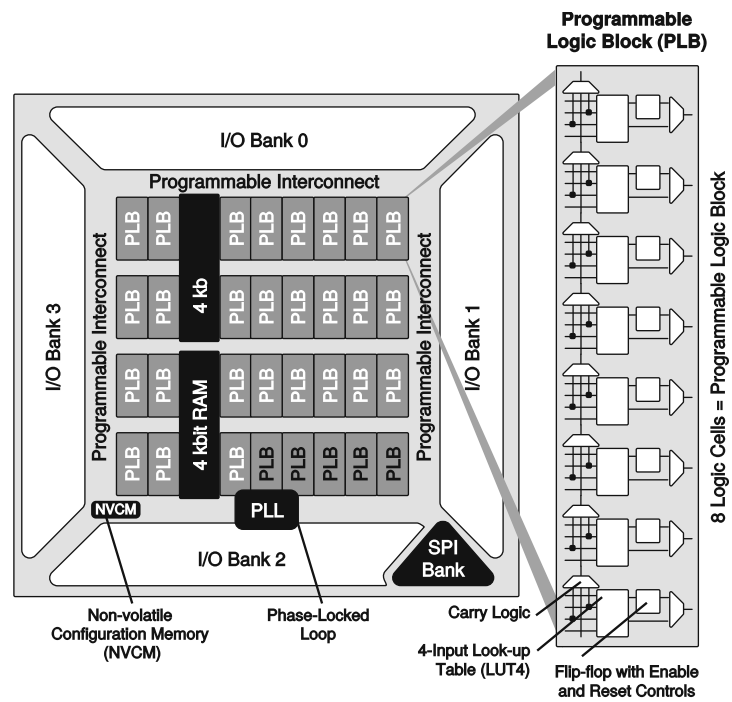 Programmable
Logic Block (PLB)
I/O Bank 0
Programmable Interconnect
PLB PLB PLB PLB PLB PLB PLB PLB
I/O Bank 3
Programmable Interconnect
4 kb
Programmable Interconnect
I/O Bank 1
PLB PLB PLB PLB PLB PLB PLB PLB
4 kbit RAM
PLB PLB PLB PLB PLB PLB PLB PLB
PLB PLB PLB PLB PLB PLB PLB PLB
8 Logic Cells = Programmable Logic Block
NVCM
PLL
I/O Bank 2
SPI
Bank
Non-volatile
Configuration Memory
(NVCM)
Phase-Locked
Loop
Carry Logic
4-Input Look-up
Table (LUT4)
Flip-flop with Enable
and Reset Controls